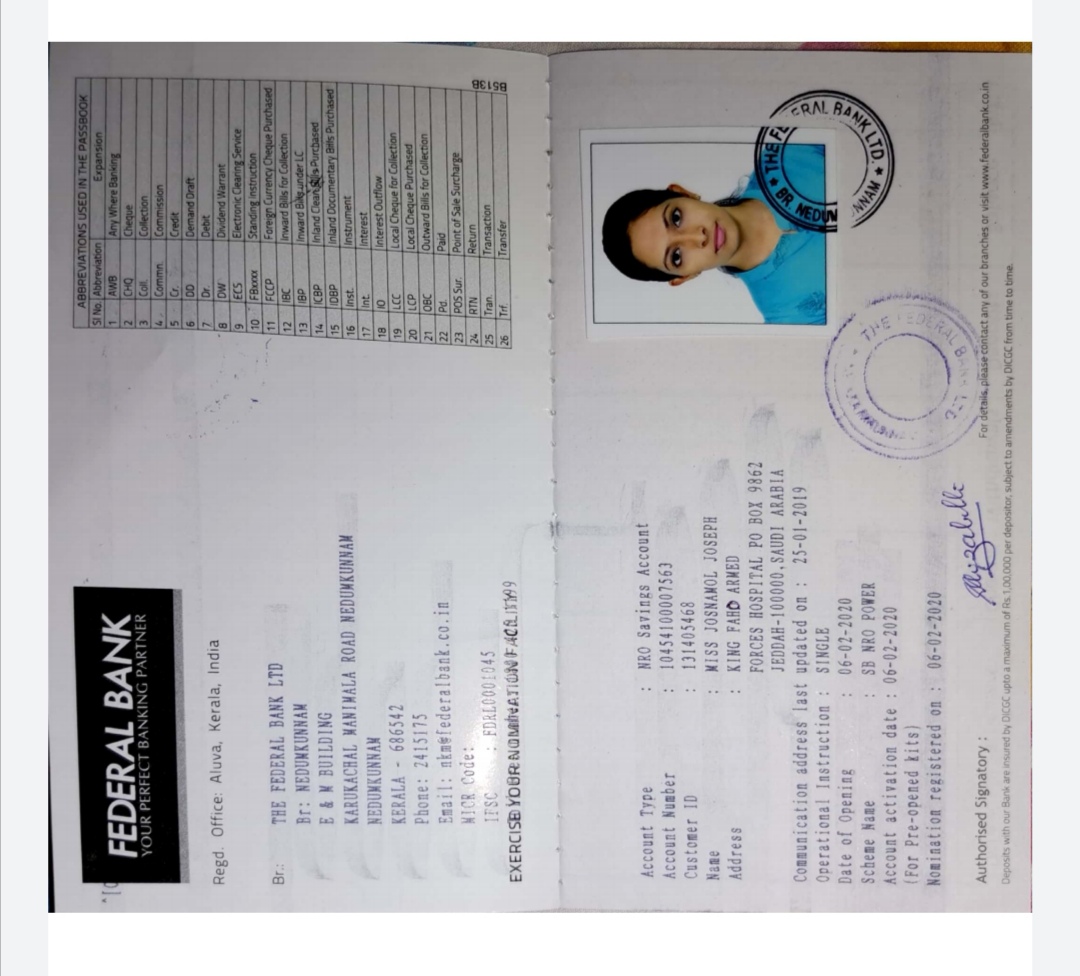 FEDERAL BANK
YOUR PERFECT BANKING PARTNER
Regd. Office: Aluva, Kerala, India
Br.: THE FEDERAL BANK LTD
Br: NEDUMKUNNAM
E & M BUILDING
KARUKACHAL MANIMALA ROAD NEDUMKUNNAM
NEDUMKUNNAM
KERALA - 686542
Phone: 2415175
Email: nkm@federalbank.co.in
MICR Code:
IFSC : FDRL0001045
EXERCISE YOUR NOMINATION FACILITY
ABBREVIATIONS USED IN THE PASSBOOK
Sl No. Abbreviation Expansion
1 AWB Any Where Banking
2 CHQ Cheque
3 Coll. Collection
4 Commn. Commission
5 Cr. Credit
6 DD Demand Draft
7 Dr. Debit
8 DW Dividend Warrant
9 ECS Electronic Clearing Service
10 FBxxxx Standing Instruction
11 FCCP Foreign Currency Cheque Purchased
12 IBC Inward Bills for Collection
13 IBP Inward Bills under LC
14 ICBP Inland Clean Bills Purchased
15 IDBP Inland Documentary Bills Purchased
16 Inst. Instrument
17 Int. Interest
18 IO Interest Outflow
19 LCC Local Cheque for Collection
20 LCP Local Cheque Purchased
21 OBC Outward Bills for Collection
22 Pd. Paid
23 POS Sur. Point of Sale Surcharge
24 RTN Return
25 Tran. Transaction
26 Trf. Transfer
B513B
Account Type : NRO Savings Account
Account Number : 10454100007563
Customer ID : 131405468
Name : MISS JOSNAMOL JOSEPH
Address : KING FAHD ARMED
FORCES HOSPITAL PO BOX 9862
JEDDAH-100000,SAUDI ARABIA
Communication address last updated on : 25-01-2019
Operational Instruction : SINGLE
Date of Opening : 06-02-2020
Scheme Name : SB NRO POWER
Account activation date : 06-02-2020
(For Pre-opened kits)
Nomination registered on : 06-02-2020
THE FEDERAL BANK LTD.
BR. NEDUM NNAM
THE FEDERAL BANK LTD
Authorised Signatory :
For details, please contact any of our branches or visit www.federalbank.co.in
Deposits with our Bank are insured by DICGC upto a maximum of Rs.1,00,000 per depositor, subject to amendments by DICGC from time to time.